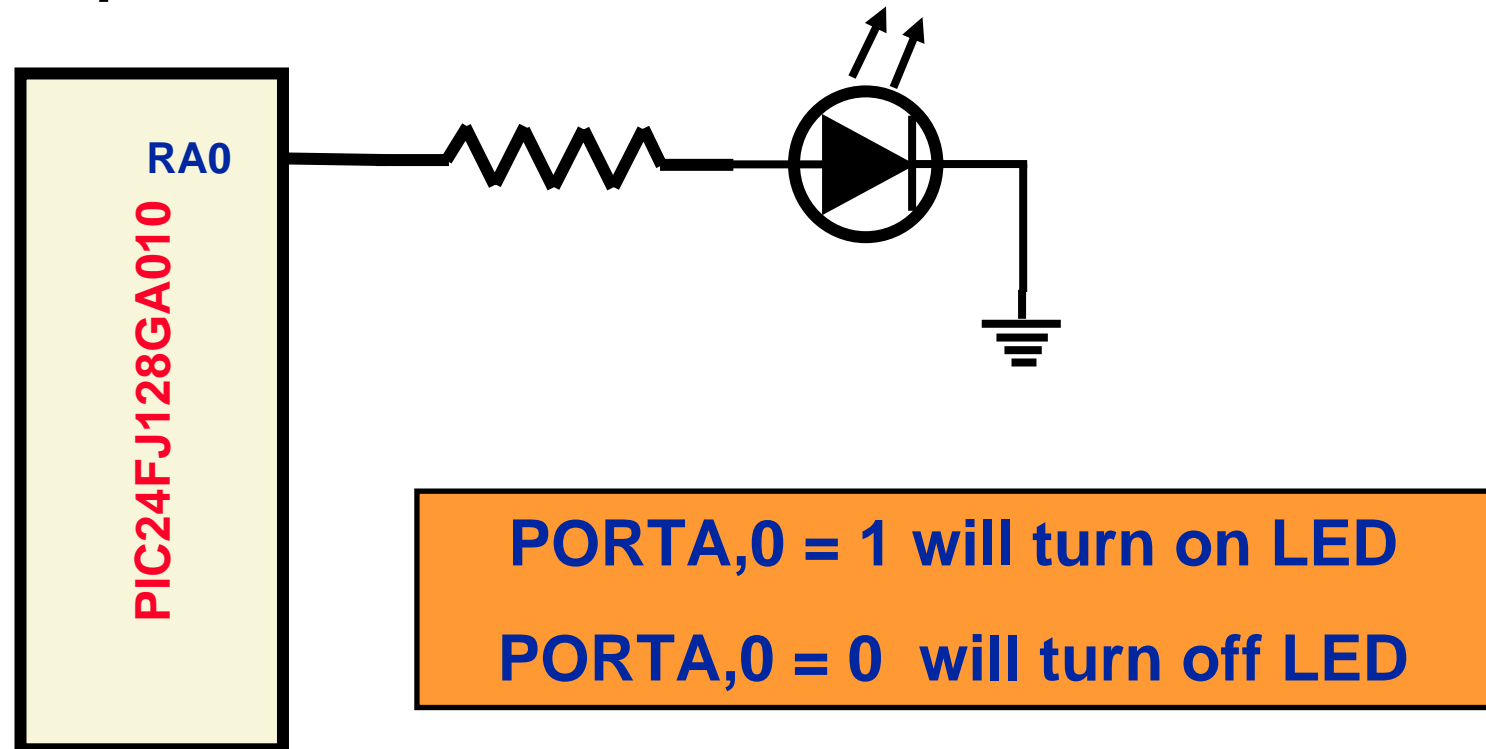 RA0
PIC24FJ128GA010
PORTA,0 = 1 will turn on LED
PORTA,0 = 0 will turn off LED